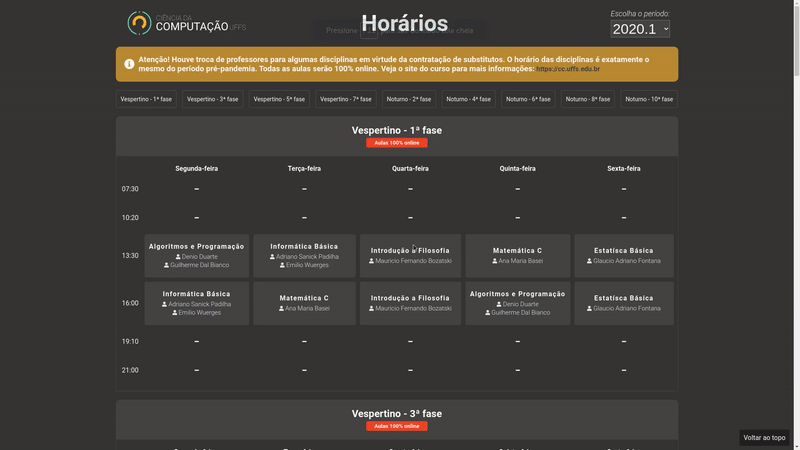 CIÊNCIA DA
COMPUTAÇÃO UFFS
Horários
Pressione
Escolha o período:
2020.1
Atenção! Houve troca de professores para algumas disciplinas em virtude da contratação de substitutos. O horário das disciplinas é exatamente o
mesmo do período pré-pandemia. Todas as aulas serão 100% online. Veja o site do curso para mais informações: https://cc.uffs.edu.br
Vespertino - 1ª fase
Vespertino - 3ª fase
Vespertino - 5ª fase
Vespertino - 7ª fase
Noturno - 2ª fase
Noturno - 4ª fase
Noturno - 6ª fase
Noturno - 8ª fase
Noturno - 10ª fase
Vespertino - 1ª fase
Aulas 100% online
Segunda-feira Terça-feira Quarta-feira Quinta-feira Sexta-feira
07:30 - - - - -
10:20 - - - - -
13:30
Algoritmos e Programação
Denio Duarte
Guilherme Dal Bianco
Informática Básica
Adriano Sanick Padilha
Emilio Wuerges
Introdução a Filosofia
Mauricio Fernando Bozatski
Matemática C
Ana Maria Basei
Estatísca Básica
Glaucio Adriano Fontana
16:00
Informática Básica
Adriano Sanick Padilha
Emilio Wuerges
Matemática C
Ana Maria Basei
Introdução a Filosofia
Mauricio Fernando Bozatski
Algoritmos e Programação
Denio Duarte
Guilherme Dal Bianco
Estatísca Básica
Glaucio Adriano Fontana
19:10 - - - - -
21:00 - - - - -
Vespertino - 3ª fase
Aulas 100% online
Voltar ao topo